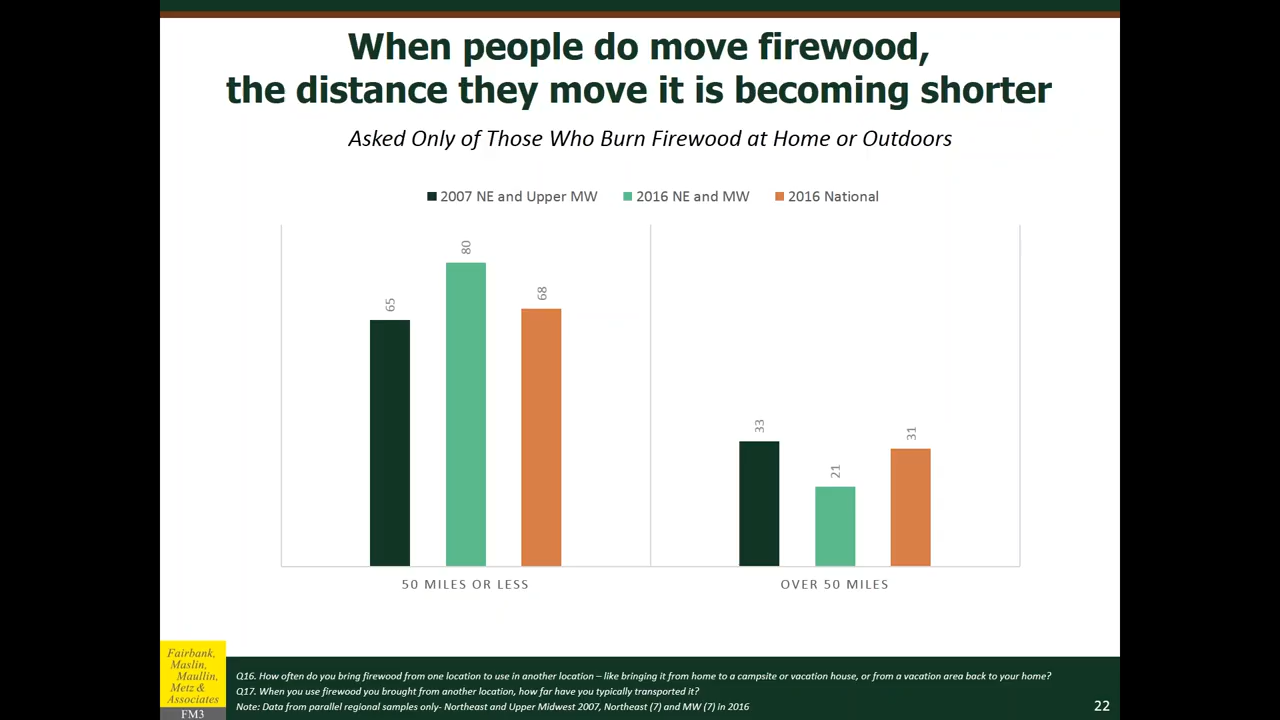 When people do move firewood,
the distance they move it is becoming shorter
Asked Only of Those Who Burn Firewood at Home or Outdoors
2007 NE and Upper MW 2016 NE and MW 2016 National
65
80
68
33
21
31
50 MILES OR LESS
OVER 50 MILES
Fairbank,
Maslin,
Maullin,
Metz &
Associates
FM3
Q16. How often do you bring firewood from one location to use in another location – like bringing it from home to a campsite or vacation house, or from a vacation area back to your home?
Q17. When you use firewood you brought from another location, how far have you typically transported it?
Note: Data from parallel regional samples only- Northeast and Upper Midwest 2007, Northeast (7) and MW (7) in 2016
22